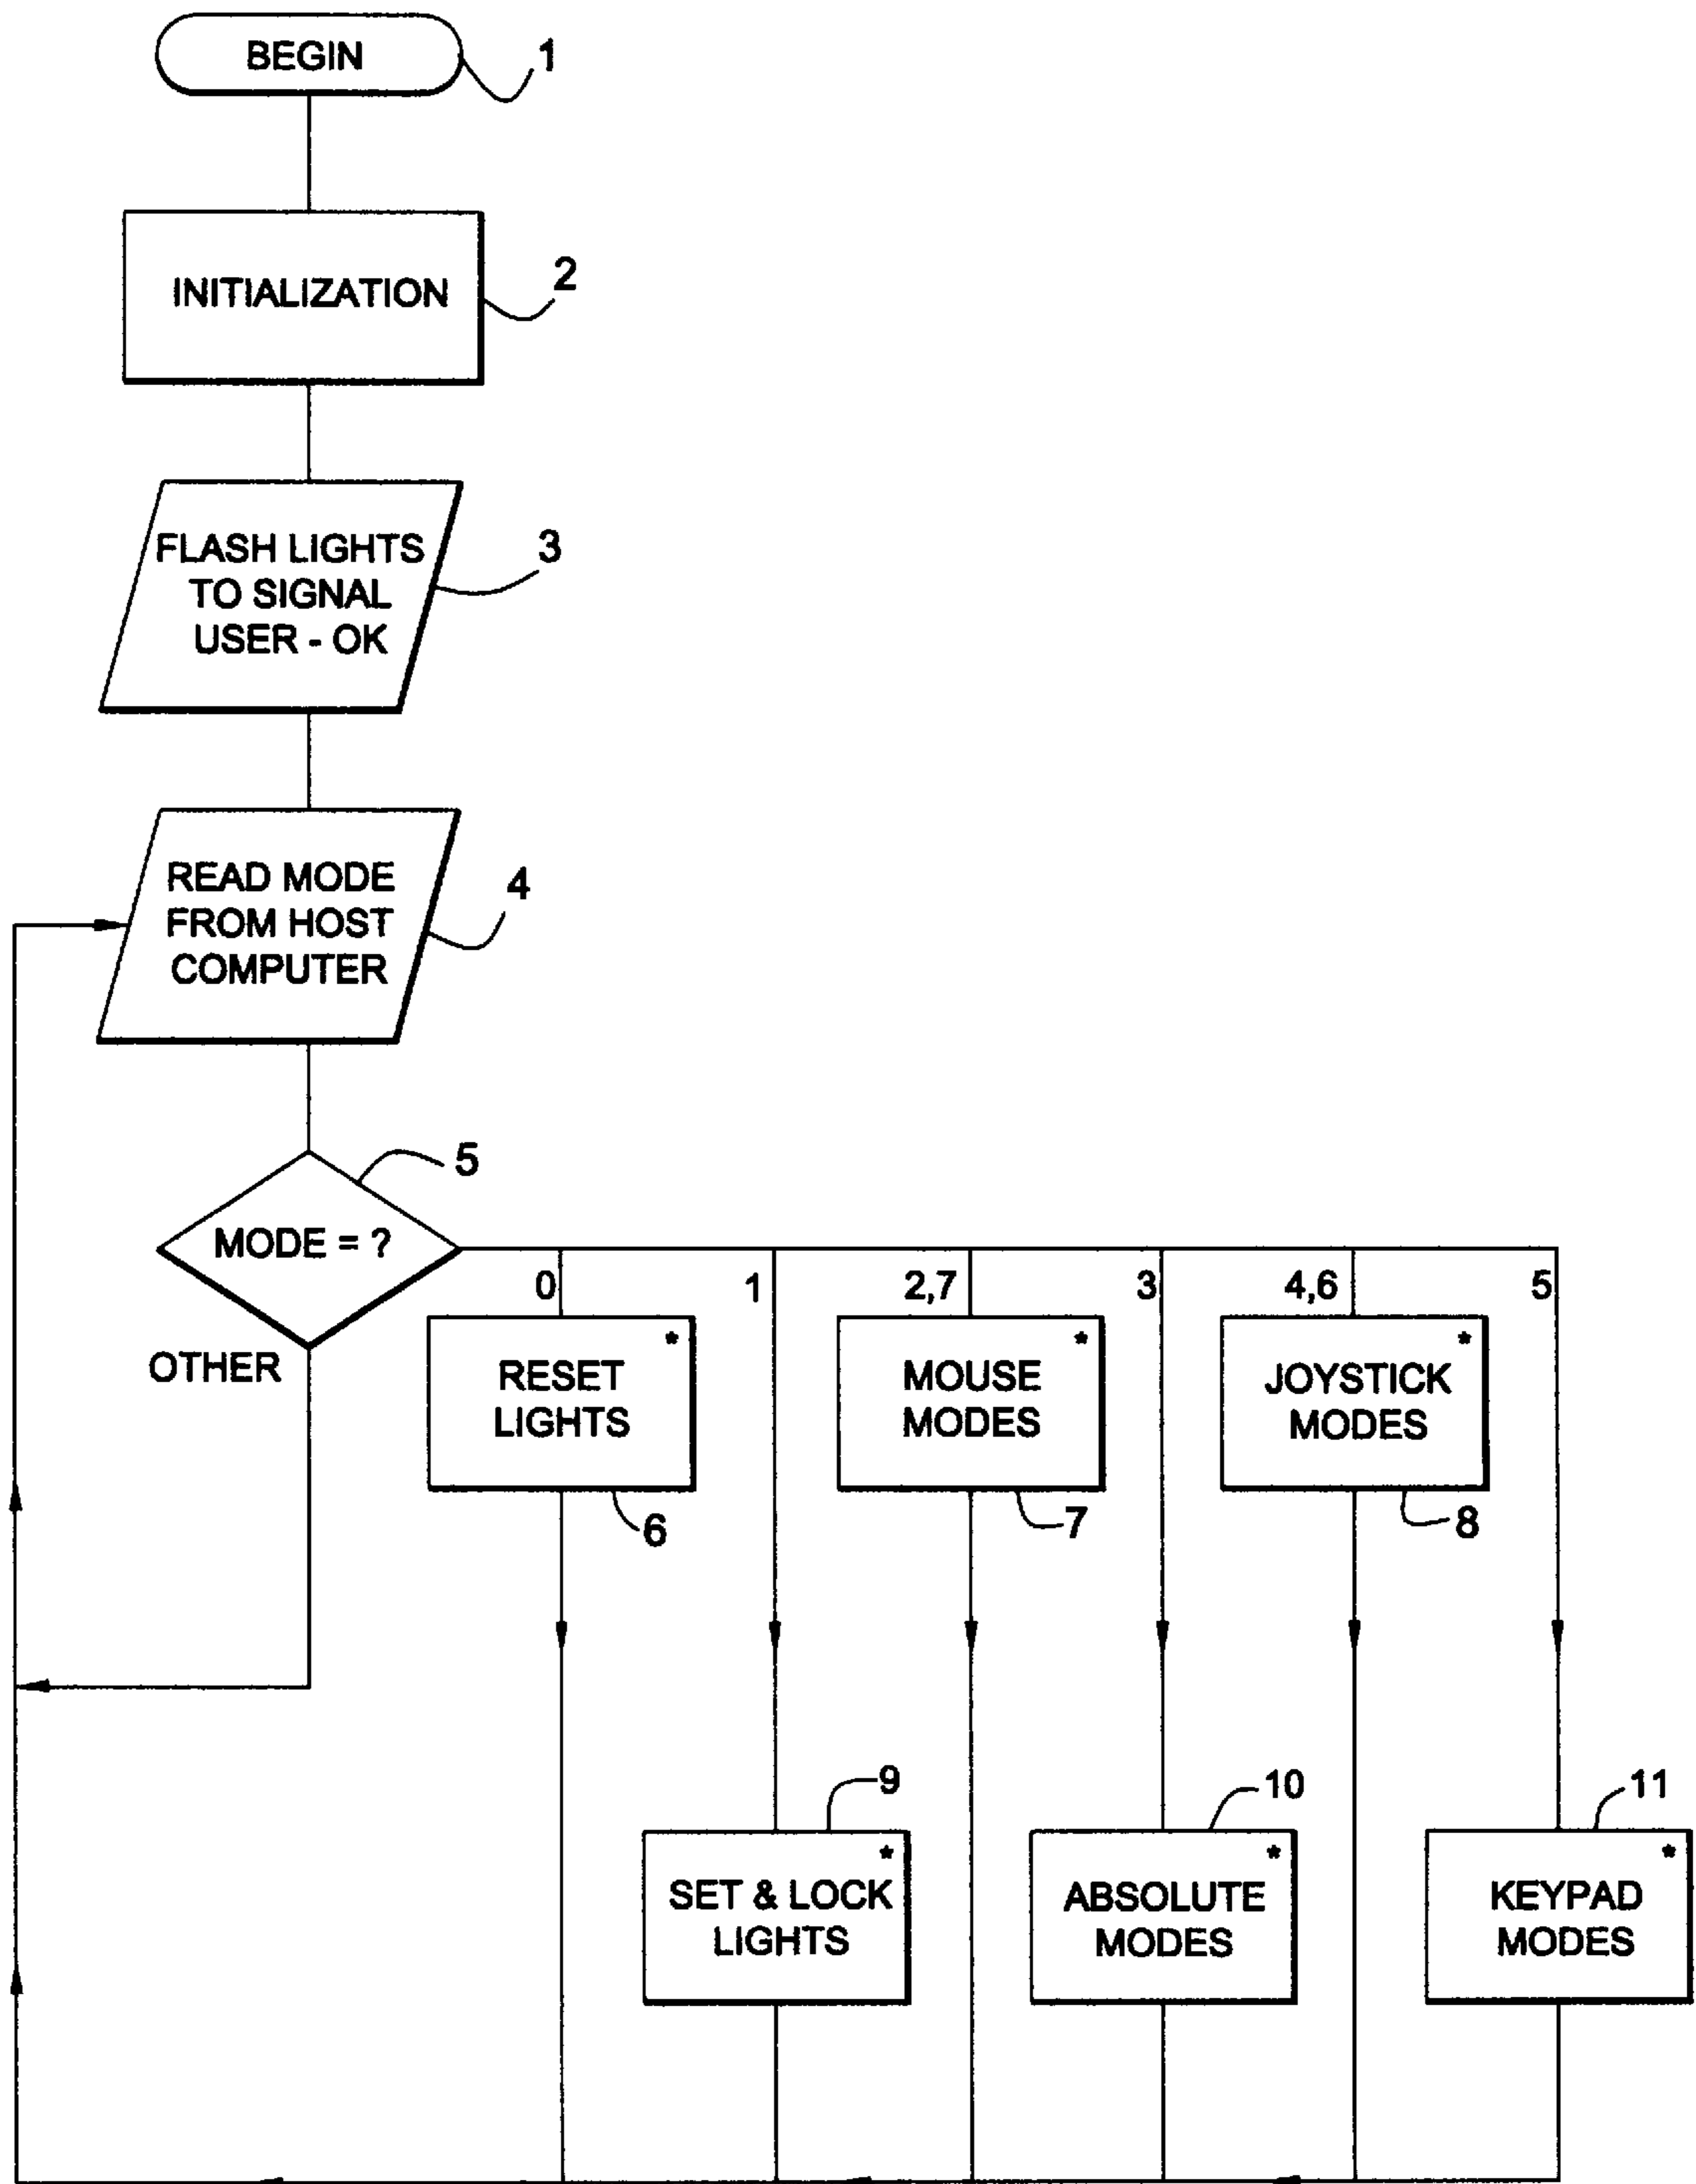 BEGIN
1
INITIALIZATION
2
FLASH LIGHTS
TO SIGNAL
USER - OK
3
READ MODE
FROM HOST
COMPUTER
4
5
MODE = ?
OTHER
0
1
2,7
3
4,6
5
*
RESET
LIGHTS
6
*
MOUSE
MODES
7
*
JOYSTICK
MODES
8
9
*
SET & LOCK
LIGHTS
10
*
ABSOLUTE
MODES
11
*
KEYPAD
MODES